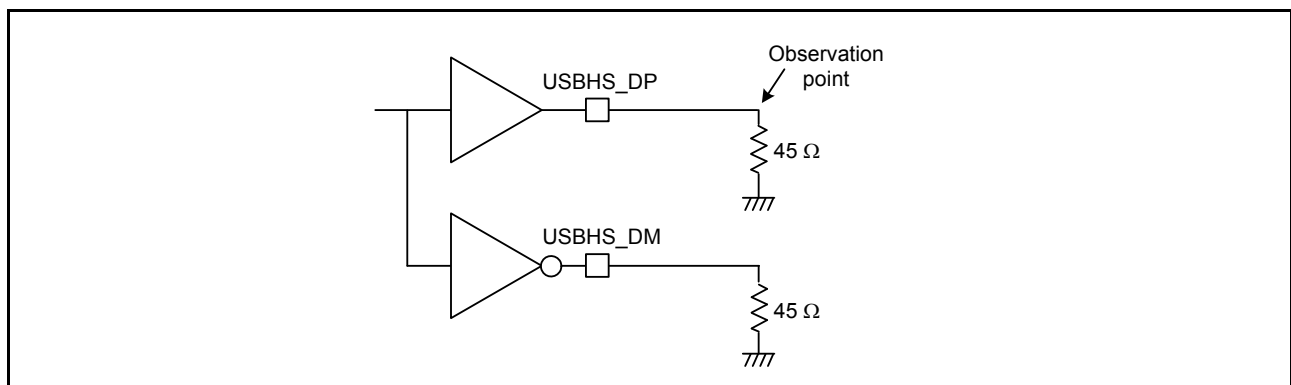 Observation
point
USBHS_DP
45 Ω
USBHS_DM
45 Ω